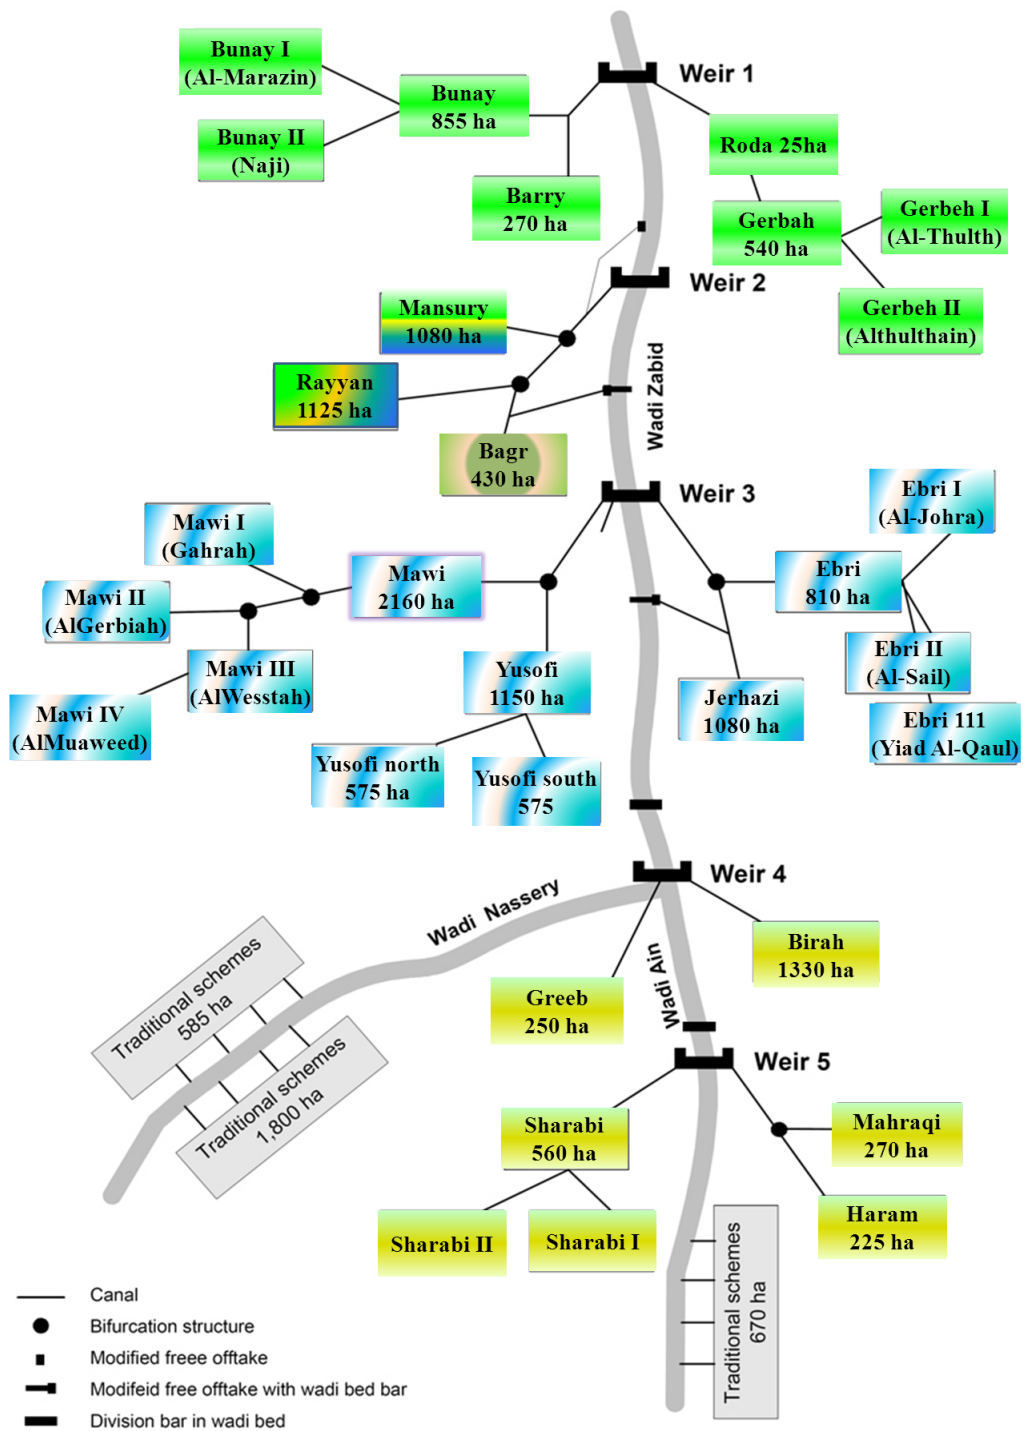 Bunay I
(Al-Marazin)
Bunay
855 ha
Bunay II
(Naji)
Barry
270 ha
Weir 1
Roda 25ha
Gerbah
540 ha
Gerbeh I
(Al-Thulth)
Gerbeh II
(Althulthain)
Weir 2
Mansury
1080 ha
Rayyan
1125 ha
Bagr
430 ha
Wadi Zabid
Weir 3
Ebri I
(Al-Johra)
Ebri
810 ha
Ebri II
(Al-Sail)
Ebri 111
(Yiad Al-Qaul)
Jerhazi
1080 ha
Mawi I
(Gahrah)
Mawi
2160 ha
Mawi II
(AlGerbiah)
Mawi III
(AlWesstah)
Mawi IV
(AlMuaweed)
Yusofi
1150 ha
Yusofi north
575 ha
Yusofi south
575
Weir 4
Wadi Nassery
Birah
1330 ha
Greeb
250 ha
Wadi Ain
Traditional schemes
585 ha
Traditional schemes
1,800 ha
Weir 5
Sharabi
560 ha
Mahraqi
270 ha
Haram
225 ha
Sharabi II
Sharabi I
Traditional schemes
670 ha
Canal
Bifurcation structure
Modified freee offtake
Modifeid free offtake with wadi bed bar
Division bar in wadi bed